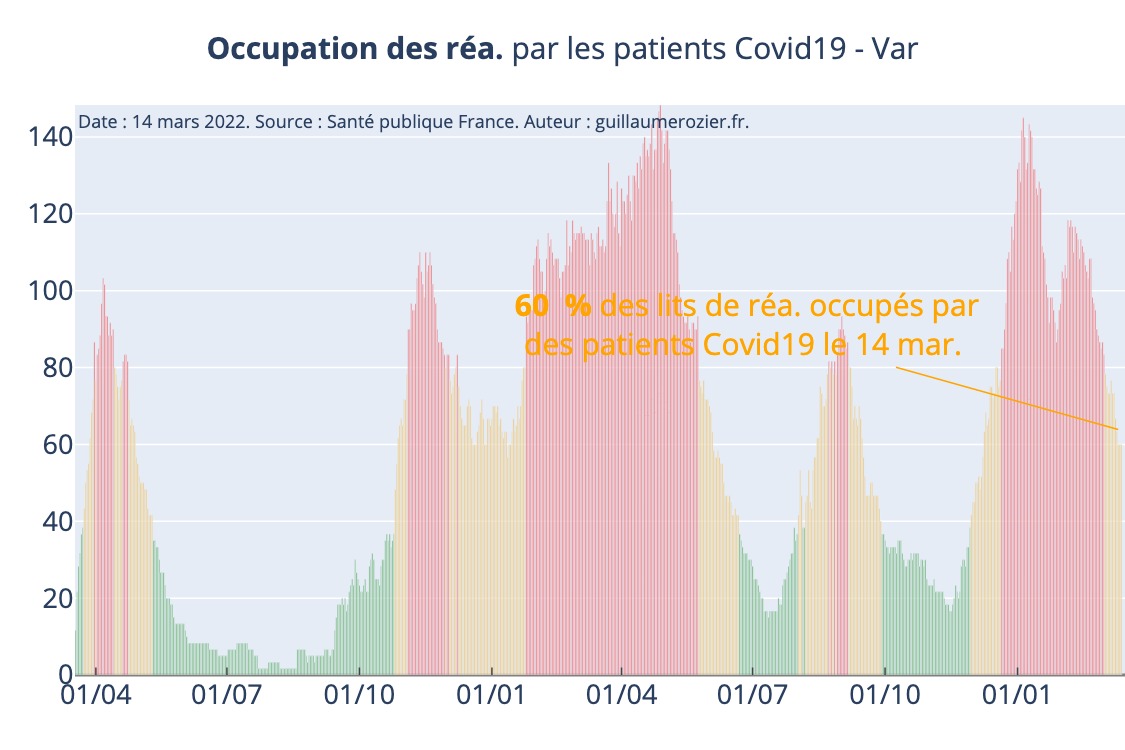 Occupation des réa. par les patients Covid19 - Var
Date : 14 mars 2022. Source : Santé publique France. Auteur : guillaumerozier.fr.
140
120
100
60 % des lits de réa. occupés par
des patients Covid19 le 14 mar.
80
60
40
20
0
01/04 01/07 01/10 01/01 01/04 01/07 01/10 01/01